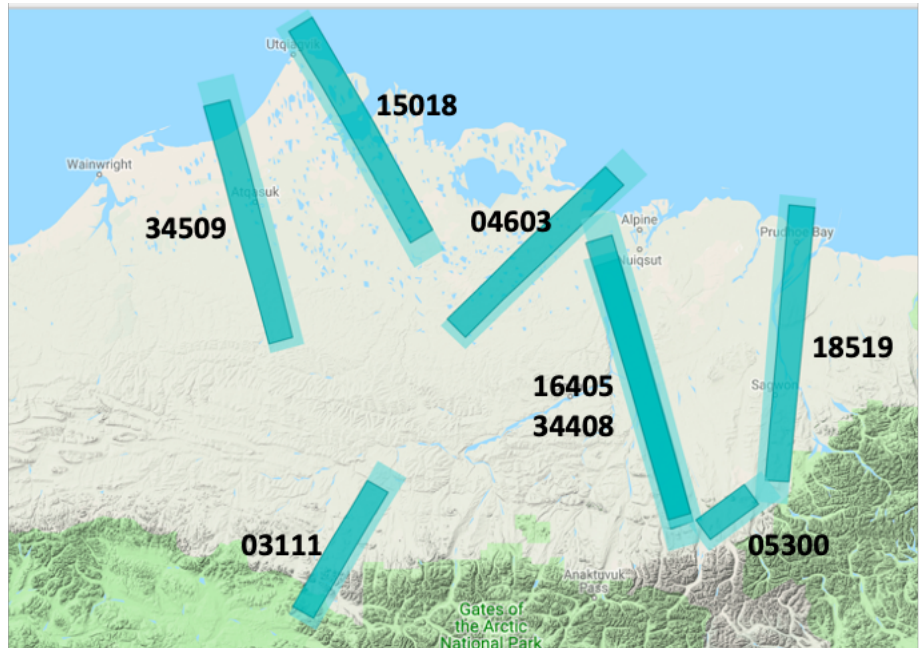 Utqiagvik
15018
Wainwright
Atqasuk
34509
04603
Alpine
Nuiqsut
Prudhoe Bay
18519
16405
34408
Sagwon
03111
05300
Anaktuvuk
Pass
Gates of
the Arctic
National Park